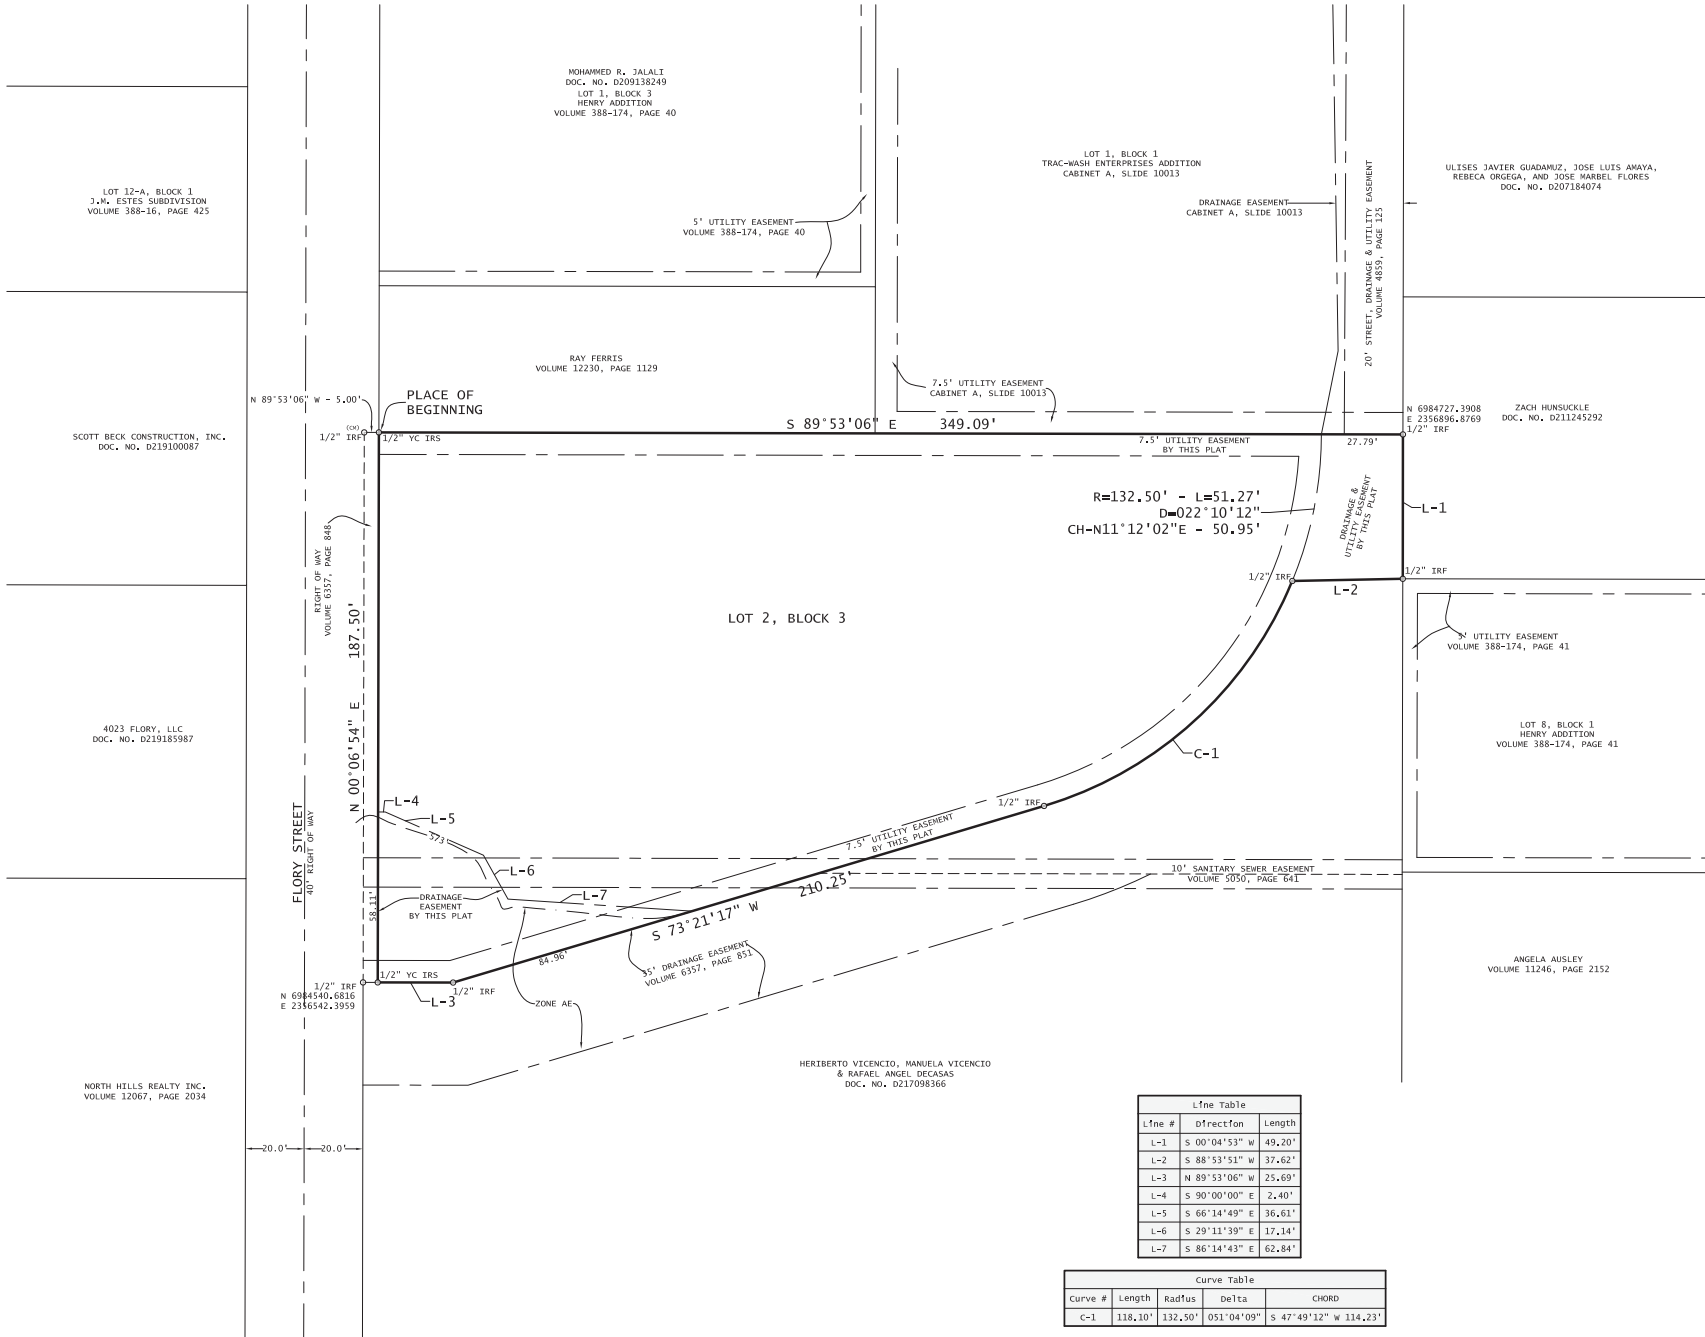 MOHAMMED R. JALALI
DOC. NO. D209138249
LOT 1, BLOCK 3
HENRY ADDITION
VOLUME 388-174, PAGE 40
LOT 1, BLOCK 1
TRAC-WASH ENTERPRISES ADDITION
CABINET A, SLIDE 10013
ULISES JAVIER GUADAMUZ, JOSE LUIS AMAYA,
REBECA ORGEGA, AND JOSE MARBEL FLORES
DOC. NO. D207184074
LOT 12-A, BLOCK 1
J.M. ESTES SUBDIVISION
VOLUME 388-16, PAGE 425
5' UTILITY EASEMENT
VOLUME 388-174, PAGE 40
DRAINAGE EASEMENT
CABINET A, SLIDE 10013
20' STREET, DRAINAGE & UTILITY EASEMENT
VOLUME 4859, PAGE 125
RAY FERRIS
VOLUME 12230, PAGE 1129
7.5' UTILITY EASEMENT
CABINET A, SLIDE 10013
N 89°53'06" W - 5.00'
PLACE OF
BEGINNING
(CM)
1/2" IRF
1/2" YC IRS
S 89°53'06" E 349.09'
N 6984727.3908
E 2356896.8769
1/2" IRF
ZACH HUNSUCKLE
DOC. NO. D211245292
SCOTT BECK CONSTRUCTION, INC.
DOC. NO. D219100087
7.5' UTILITY EASEMENT
BY THIS PLAT
27.79'
R=132.50' - L=51.27'
D=022°10'12"
CH-N11°12'02"E - 50.95'
DRAINAGE &
UTILITY EASEMENT
BY THIS PLAT
L-1
RIGHT OF WAY
VOLUME 6357, PAGE 848
1/2" IRF
1/2" IRF
L-2
LOT 2, BLOCK 3
N 00°06'54" E 187.50'
5' UTILITY EASEMENT
VOLUME 388-174, PAGE 41
4023 FLORY, LLC
DOC. NO. D219185987
LOT 8, BLOCK 1
HENRY ADDITION
VOLUME 388-174, PAGE 41
C-1
L-4
L-5
573
1/2" IRF
FLORY STREET
40' RIGHT OF WAY
7.5' UTILITY EASEMENT
BY THIS PLAT
L-6
10' SANITARY SEWER EASEMENT
VOLUME 5050, PAGE 641
L-7
DRAINAGE
EASEMENT
BY THIS PLAT
58.11'
S 73°21'17" W 210.25'
84.96'
35' DRAINAGE EASEMENT
VOLUME 6357, PAGE 851
ANGELA AUSLEY
VOLUME 11246, PAGE 2152
1/2" YC IRS
1/2" IRF
N 6984540.6816
E 2356542.3959
L-3
1/2" IRF
ZONE AE
HERIBERTO VICENCIO, MANUELA VICENCIO
& RAFAEL ANGEL DECASAS
DOC. NO. D217098366
NORTH HILLS REALTY INC.
VOLUME 12067, PAGE 2034
20.0' 20.0'
Line Table
Line # Direction Length
L-1 S 00°04'53" W 49.20'
L-2 S 88°53'51" W 37.62'
L-3 N 89°53'06" W 25.69'
L-4 S 90°00'00" E 2.40'
L-5 S 66°14'49" E 36.61'
L-6 S 29°11'39" E 17.14'
L-7 S 86°14'43" E 62.84'
Curve Table
Curve # Length Radius Delta CHORD
C-1 118.10' 132.50' 051°04'09" S 47°49'12" W 114.23'